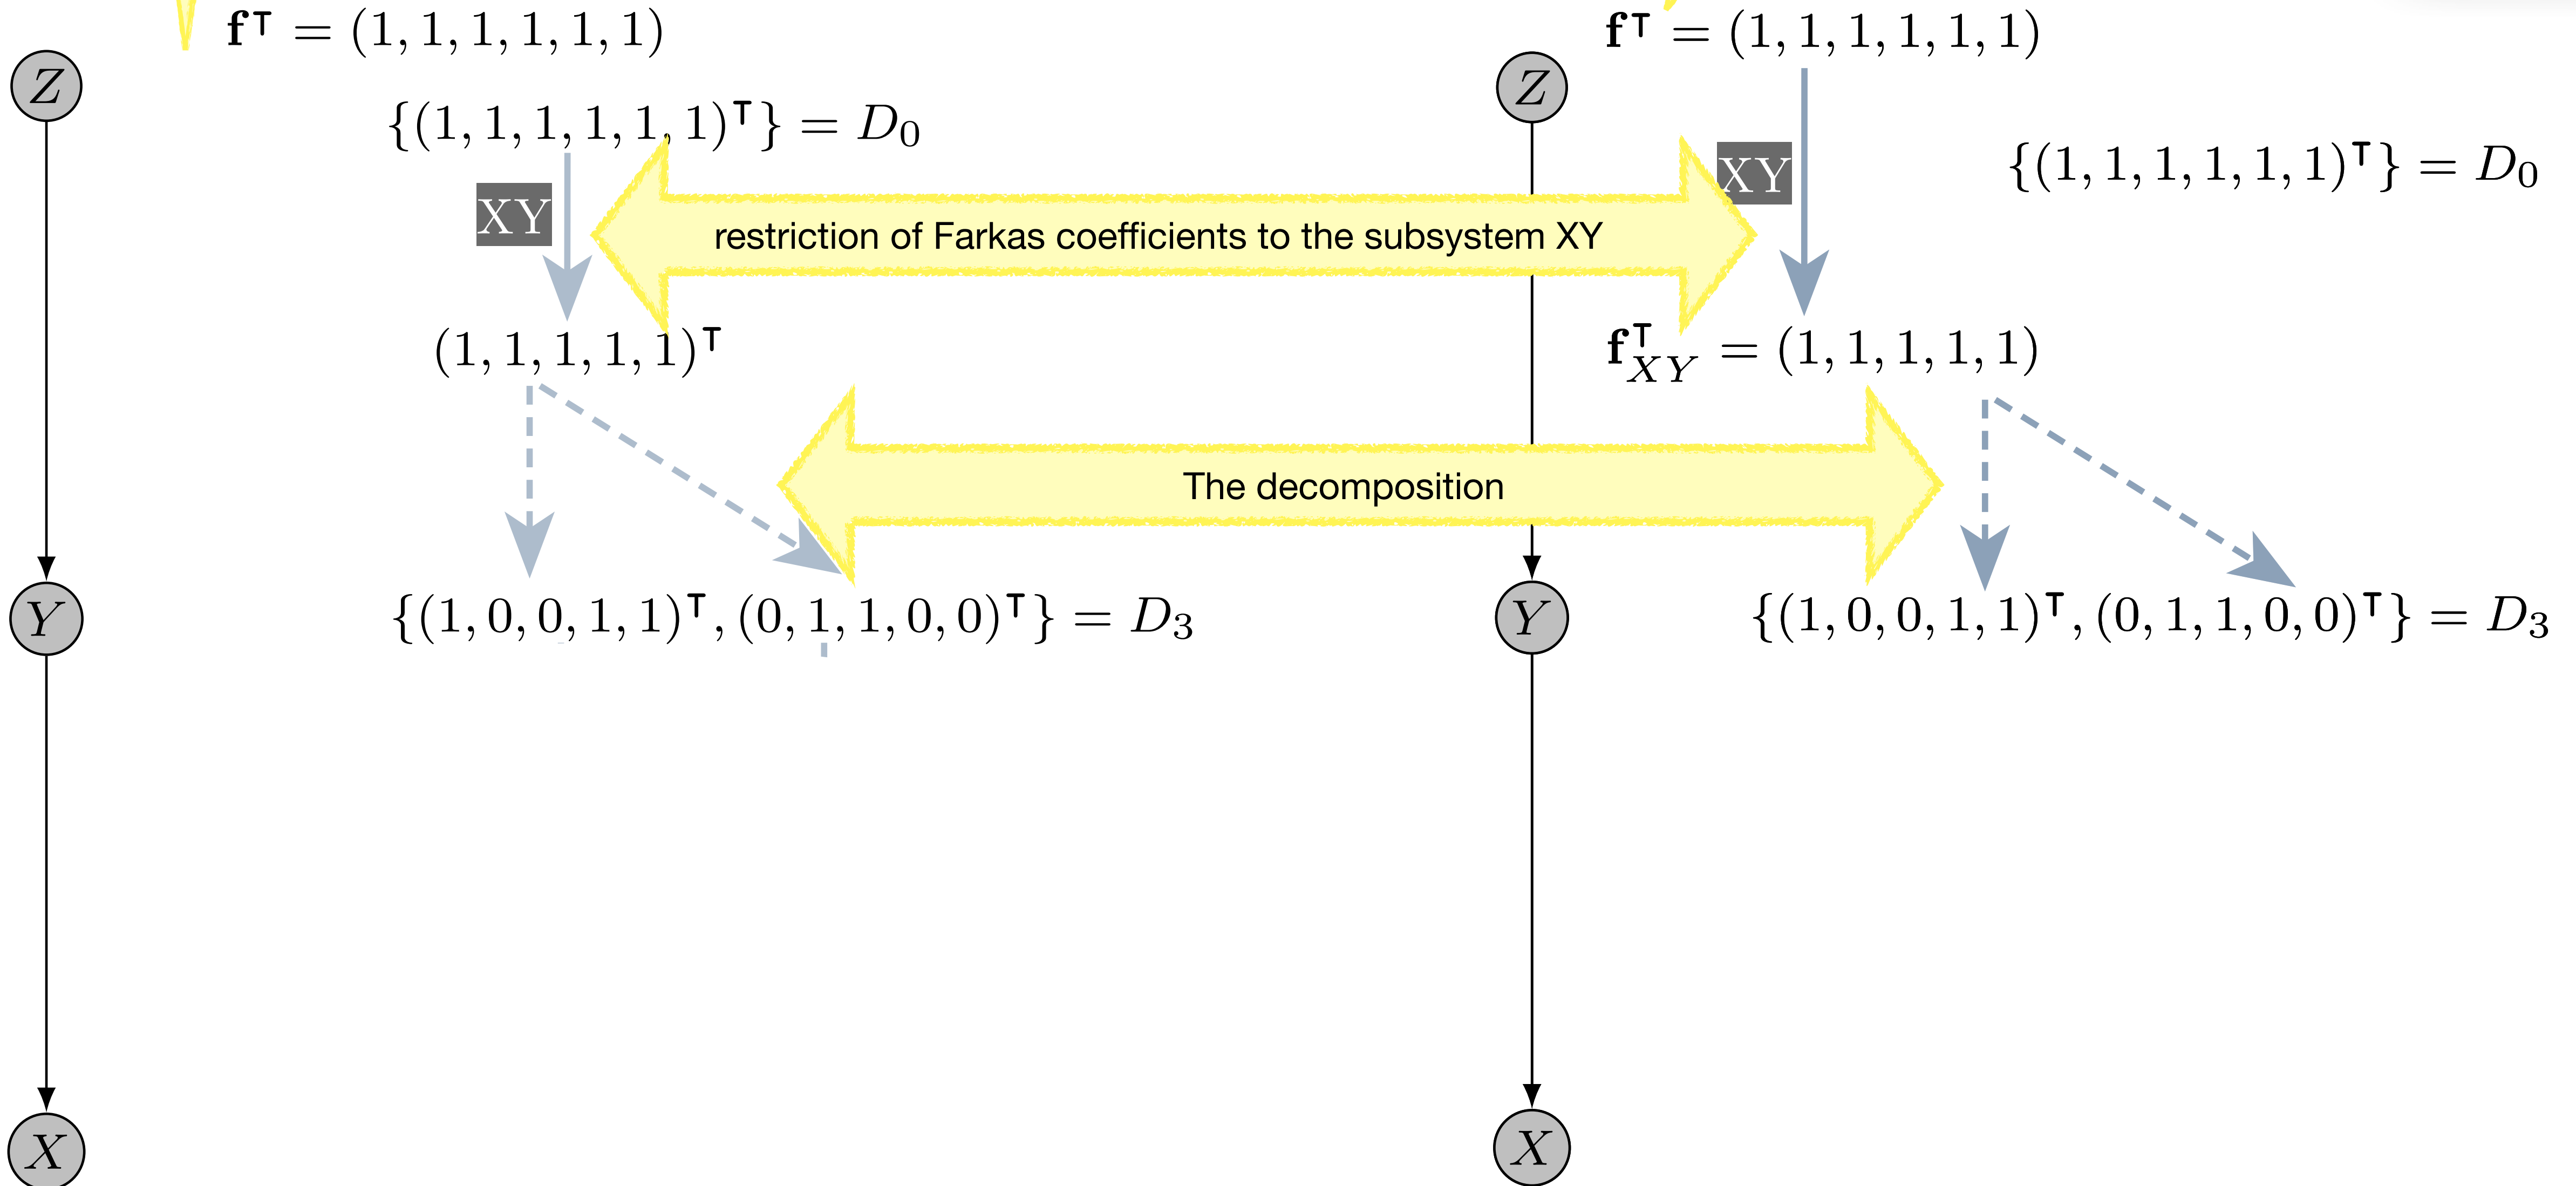 𝐟ᵀ = (1, 1, 1, 1, 1, 1)
𝐟ᵀ = (1, 1, 1, 1, 1, 1)
Z
Z
{(1, 1, 1, 1, 1, 1)ᵀ} = D₀
{(1, 1, 1, 1, 1, 1)ᵀ} = D₀
XY
XY
restriction of Farkas coefficients to the subsystem XY
(1, 1, 1, 1, 1)ᵀ
𝐟ᵀ_XY = (1, 1, 1, 1, 1)
The decomposition
Y
{(1, 0, 0, 1, 1)ᵀ, (0, 1, 1, 0, 0)ᵀ} = D₃
Y
{(1, 0, 0, 1, 1)ᵀ, (0, 1, 1, 0, 0)ᵀ} = D₃
X
X